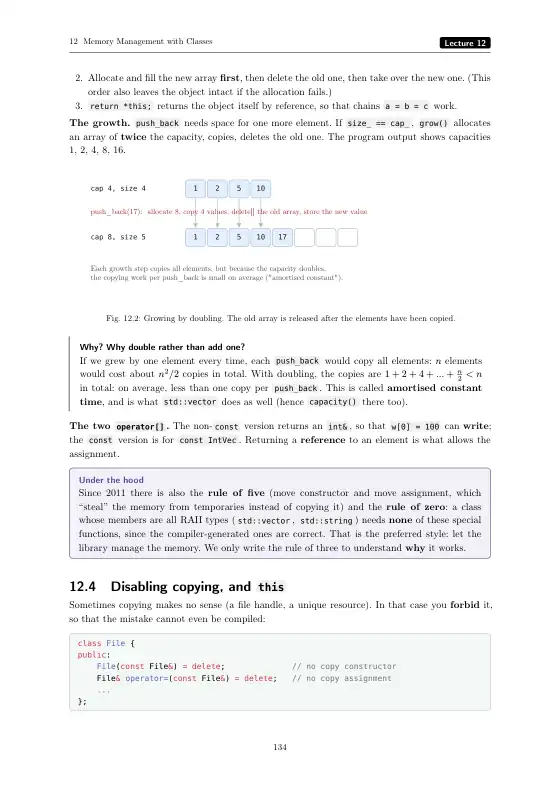 12 Memory Management with Classes
Lecture 12
2. Allocate and fill the new array first, then delete the old one, then take over the new one. (This
order also leaves the object intact if the allocation fails.)
3. return *this; returns the object itself by reference, so that chains a = b = c work.
The growth. push_back needs space for one more element. If size_ == cap_, grow() allocates
an array of twice the capacity, copies, deletes the old one. The program output shows capacities
1, 2, 4, 8, 16.
cap 4, size 4
1 2 5 10
push_back(17): allocate 8, copy 4 values, delete[] the old array, store the new value
cap 8, size 5
1 2 5 10 17
Each growth step copies all elements, but because the capacity doubles,
the copying work per push_back is small on average ("amortised constant").
Fig. 12.2: Growing by doubling. The old array is released after the elements have been copied.
Why? Why double rather than add one?
If we grew by one element every time, each push_back would copy all elements: n elements
would cost about n²/2 copies in total. With doubling, the copies are 1 + 2 + 4 + ... + n/2 < n
in total: on average, less than one copy per push_back. This is called amortised constant
time, and is what std::vector does as well (hence capacity() there too).
The two operator[]. The non-const version returns an int&, so that w[0] = 100 can write;
the const version is for const IntVec. Returning a reference to an element is what allows the
assignment.
Under the hood
Since 2011 there is also the rule of five (move constructor and move assignment, which
“steal” the memory from temporaries instead of copying it) and the rule of zero: a class
whose members are all RAII types (std::vector, std::string) needs none of these special
functions, since the compiler-generated ones are correct. That is the preferred style: let the
library manage the memory. We only write the rule of three to understand why it works.
12.4 Disabling copying, and this
Sometimes copying makes no sense (a file handle, a unique resource). In that case you forbid it,
so that the mistake cannot even be compiled:
class File {
public:
    File(const File&) = delete;               // no copy constructor
    File& operator=(const File&) = delete;   // no copy assignment
    ...
};
134